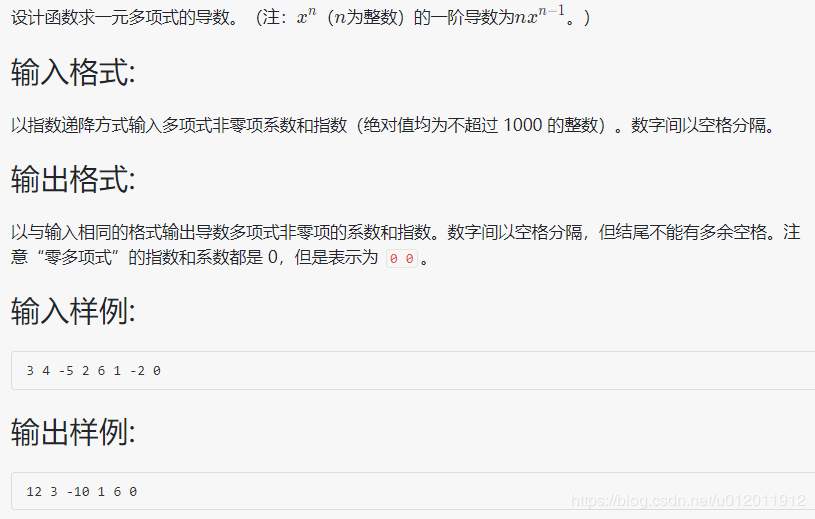 设计函数求一元多项式的导数。（注：xⁿ（n为整数）的一阶导数为nxⁿ⁻¹。）
输入格式:
以指数递降方式输入多项式非零项系数和指数（绝对值均为不超过 1000 的整数）。数字间以空格分隔。
输出格式:
以与输入相同的格式输出导数多项式非零项的系数和指数。数字间以空格分隔，但结尾不能有多余空格。注
意“零多项式”的指数和系数都是 0，但是表示为 0 0 。
输入样例:
3 4 -5 2 6 1 -2 0
输出样例:
12 3 -10 1 6 0
https://blog.csdn.net/u012011912